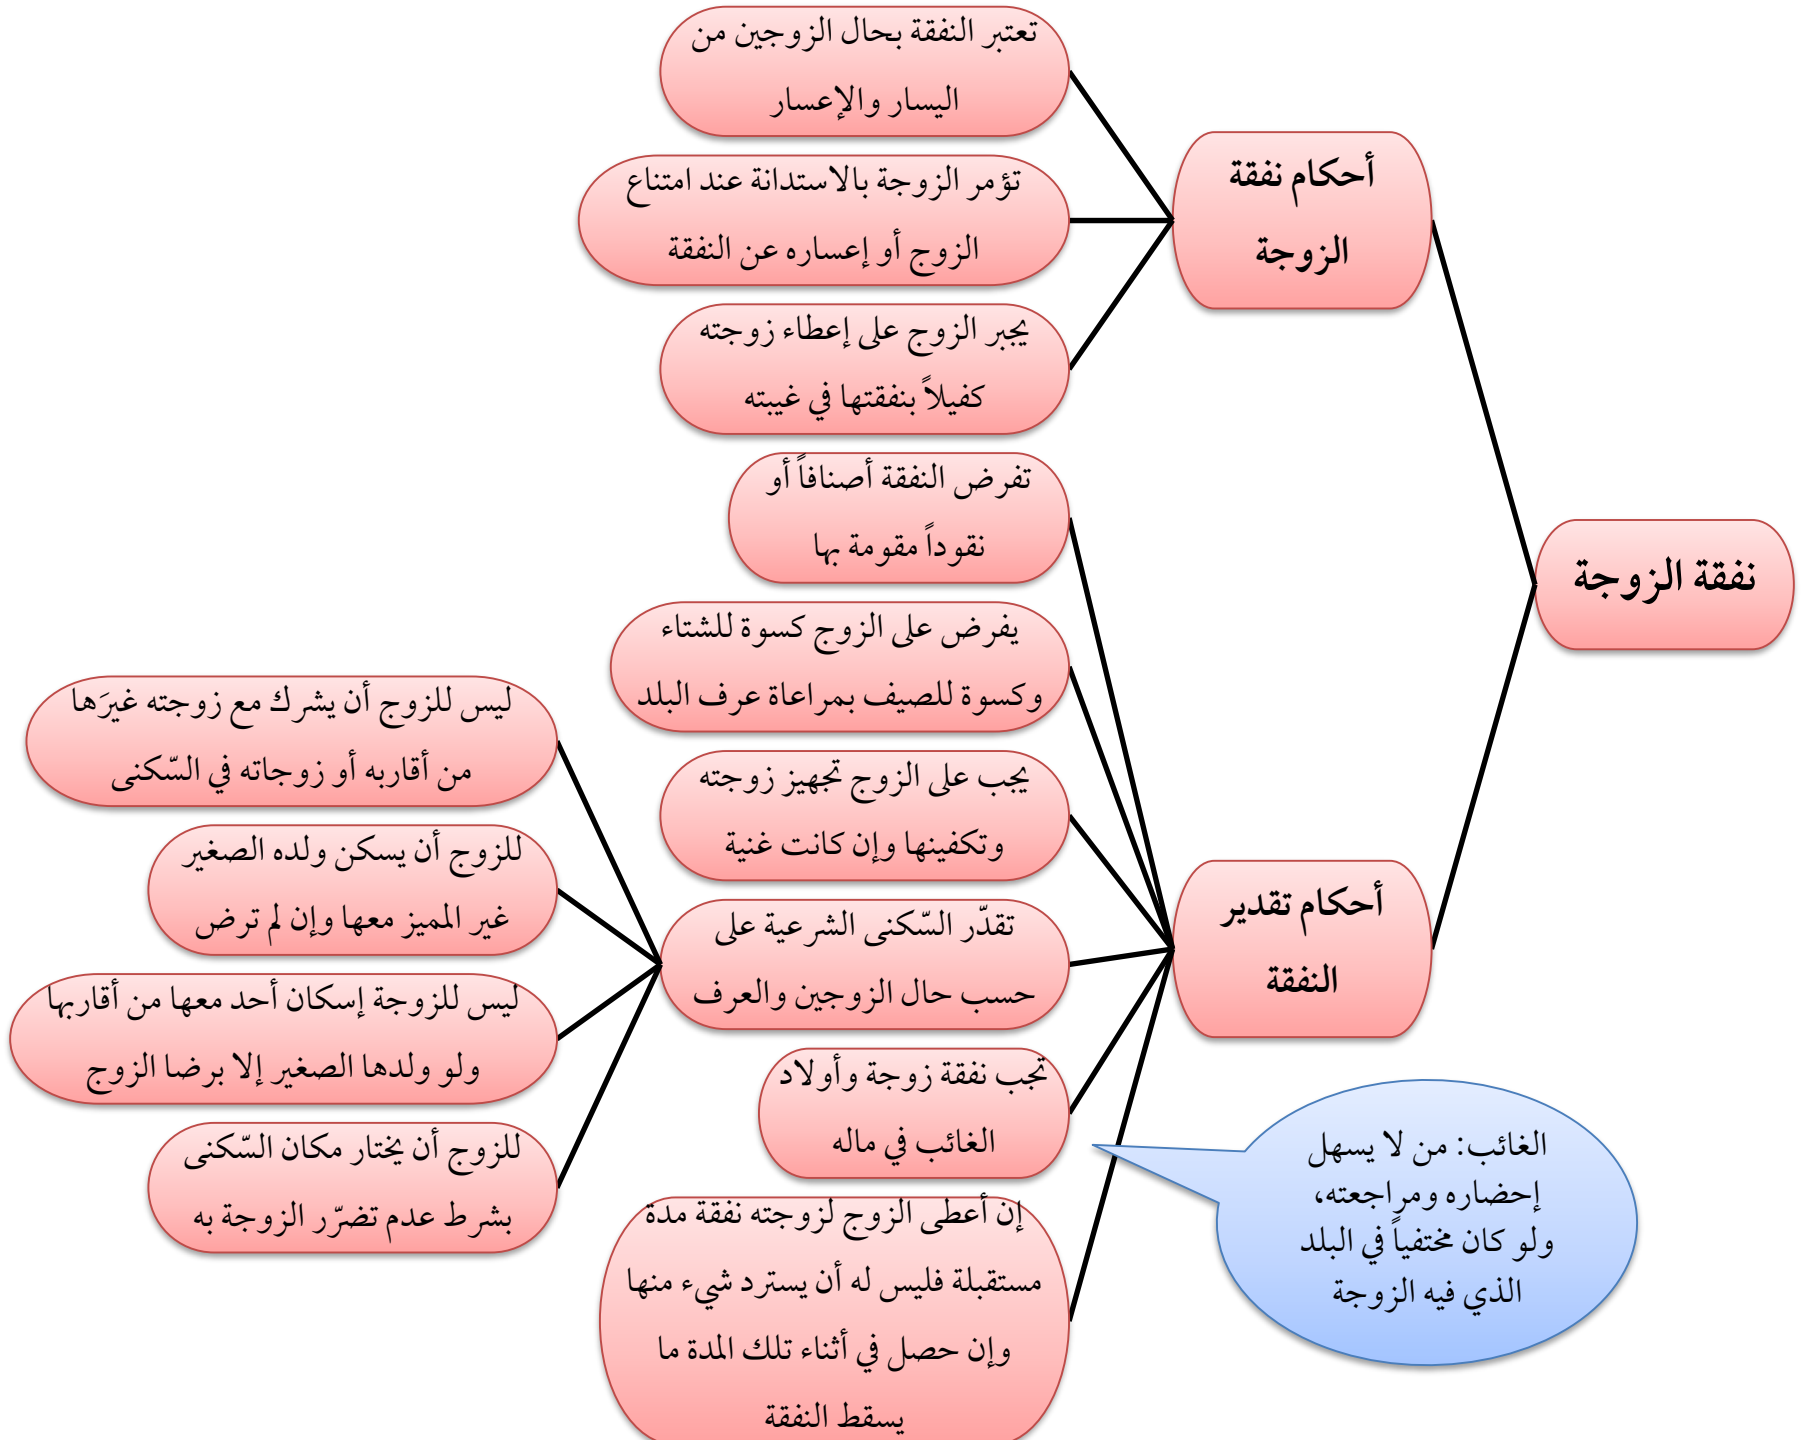 نفقة الزوجة
أحكام نفقة
الزوجة
تعتبر النفقة بحال الزوجين من
اليسار والإعسار
تؤمر الزوجة بالاستدانة عند امتناع
الزوج أو إعساره عن النفقة
يجبر الزوج على إعطاء زوجته
كفيلاً بنفقتها في غيبته
أحكام تقدير
النفقة
تفرض النفقة أصنافاً أو
نقوداً مقومة بها
يفرض على الزوج كسوة للشتاء
وكسوة للصيف بمراعاة عرف البلد
يجب على الزوج تجهيز زوجته
وتكفينها وإن كانت غنية
تقدّر السّكنى الشرعية على
حسب حال الزوجين والعرف
ليس للزوج أن يشرك مع زوجته غيرَها
من أقاربه أو زوجاته في السّكنى
للزوج أن يسكن ولده الصغير
غير المميز معها وإن لم ترض
ليس للزوجة إسكان أحد معها من أقاربها
ولو ولدها الصغير إلا برضا الزوج
للزوج أن يختار مكان السّكنى
بشرط عدم تضرّر الزوجة به
تجب نفقة زوجة وأولاد
الغائب في ماله
الغائب: من لا يسهل
إحضاره ومراجعته،
ولو كان مختفياً في البلد
الذي فيه الزوجة
إن أعطى الزوج لزوجته نفقة مدة
مستقبلة فليس له أن يسترد شيء منها
وإن حصل في أثناء تلك المدة ما
يسقط النفقة